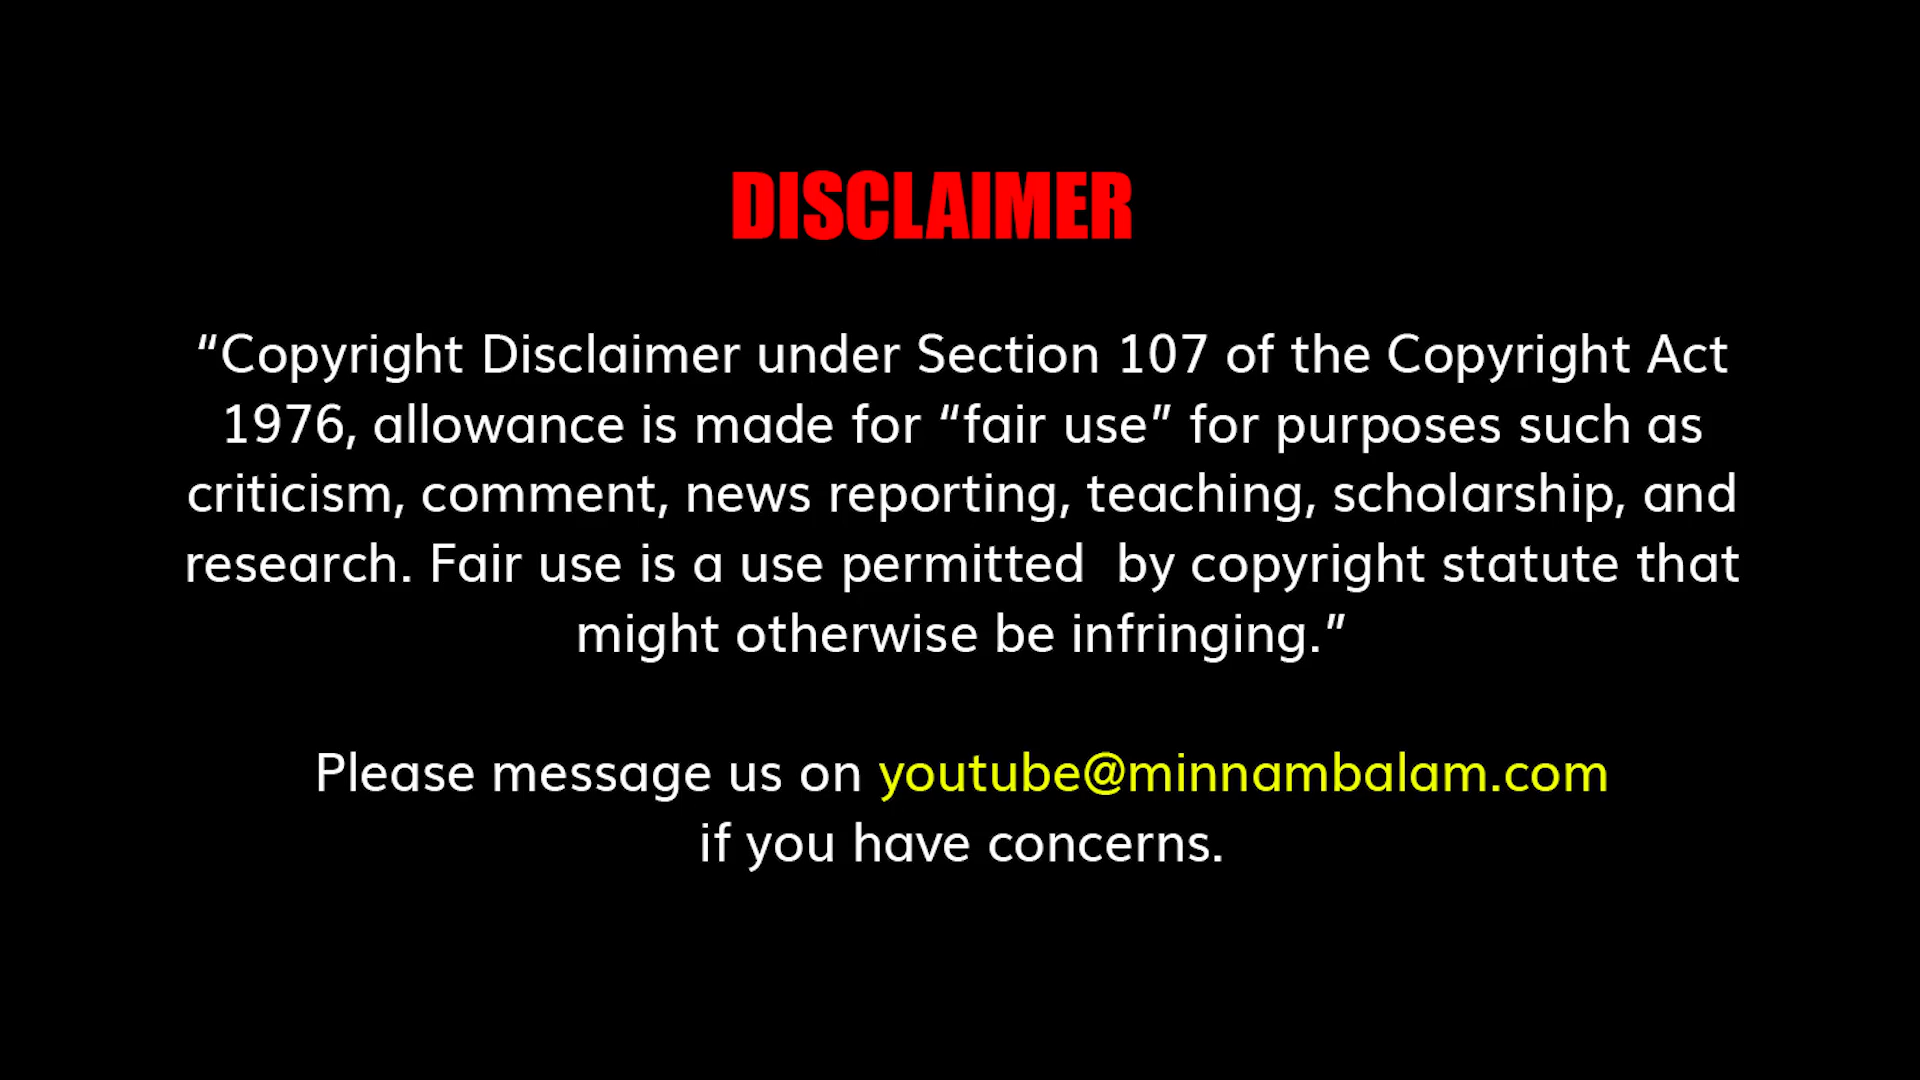 DISCLAIMER
“Copyright Disclaimer under Section 107 of the Copyright Act
1976, allowance is made for “fair use” for purposes such as
criticism, comment, news reporting, teaching, scholarship, and
research. Fair use is a use permitted  by copyright statute that
might otherwise be infringing.”
Please message us on youtube@minnambalam.com
if you have concerns.